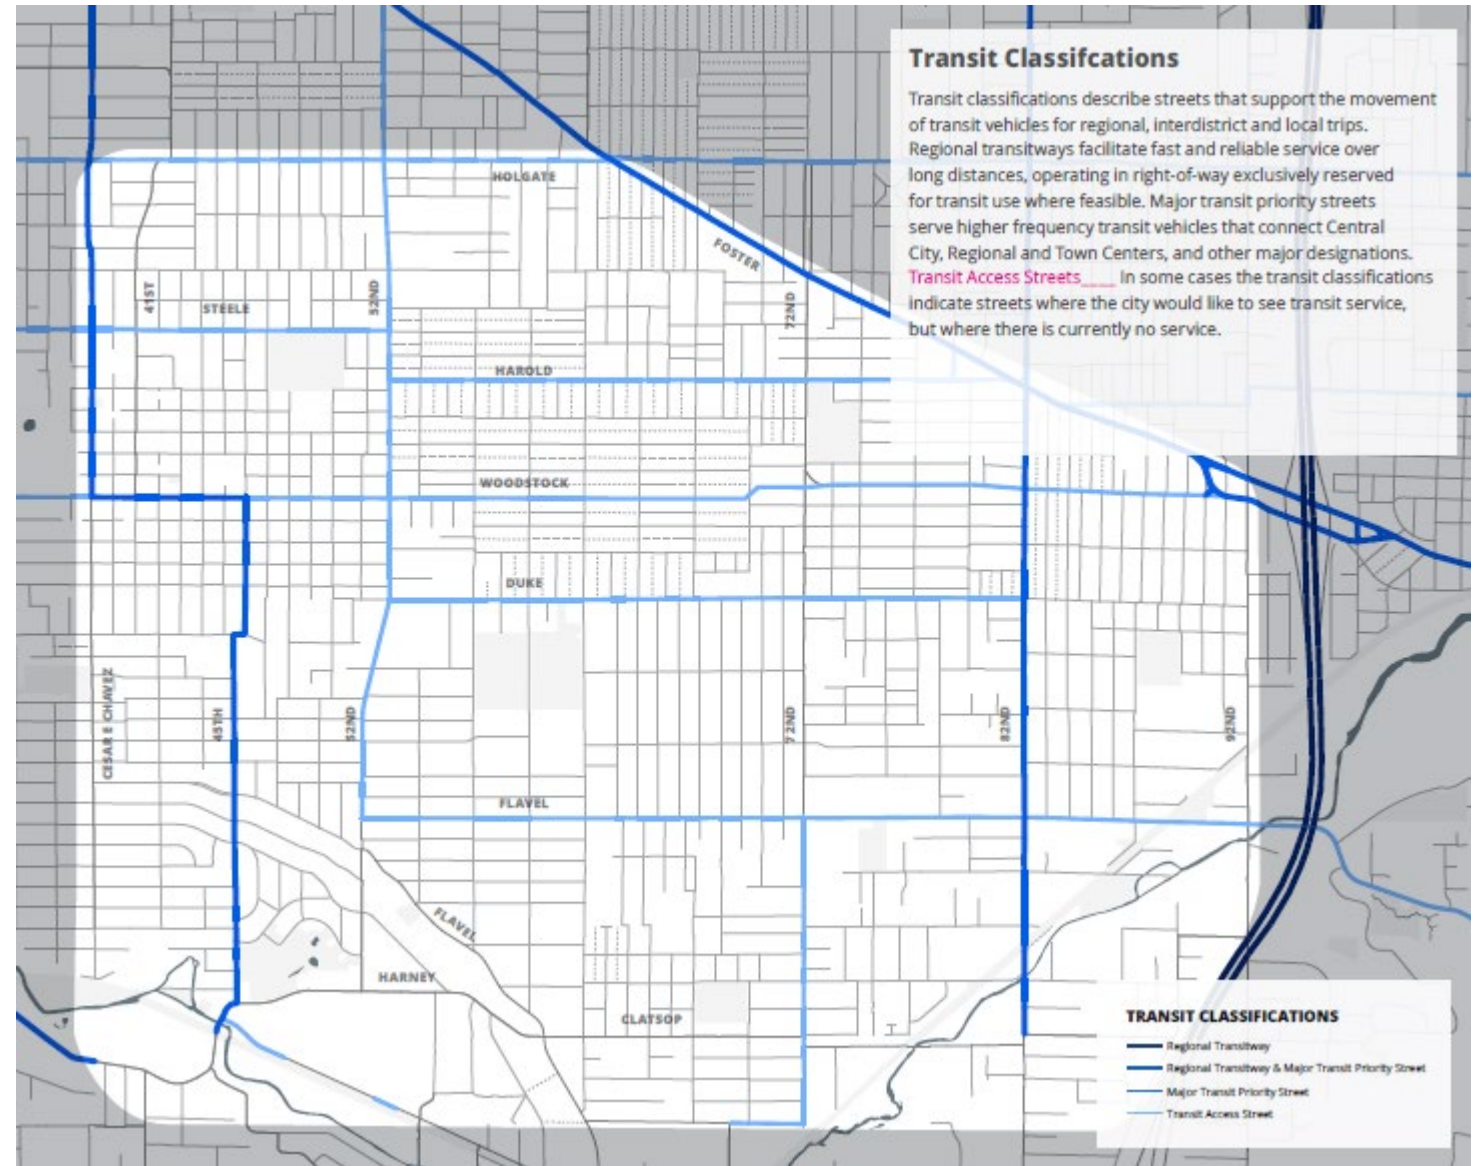 Transit Classifcations
Transit classifications describe streets that support the movement
of transit vehicles for regional, interdistrict and local trips.
Regional transitways facilitate fast and reliable service over
long distances, operating in right-of-way exclusively reserved
for transit use where feasible. Major transit priority streets
serve higher frequency transit vehicles that connect Central
City, Regional and Town Centers, and other major designations.
Transit Access Streets____ In some cases the transit classifications
indicate streets where the city would like to see transit service,
but where there is currently no service.
HOLGATE
FOSTER
41ST
STEELE
52ND
72ND
HAROLD
WOODSTOCK
DUKE
CESAR E CHAVEZ
45TH
52ND
72ND
82ND
92ND
FLAVEL
FLAVEL
HARNEY
CLATSOP
TRANSIT CLASSIFICATIONS
Regional Transitway
Regional Transitway & Major Transit Priority Street
Major Transit Priority Street
Transit Access Street